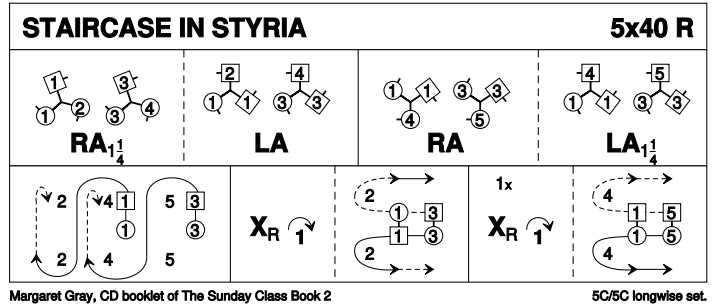 STAIRCASE IN STYRIA 5x40 R
1 3 2 4 1 1 3 3 4 5
1 2 3 4 1 1 3 3 4 5 1 1 3 3
RA1¼ LA RA LA1¼
2 4 1 5 3 2 1 3 1x 4 1 5
1 3 XR 1 1 3 XR 1 1 5
2 4 5 2 4
Margaret Gray, CD booklet of The Sunday Class Book 2 5C/5C longwise set.